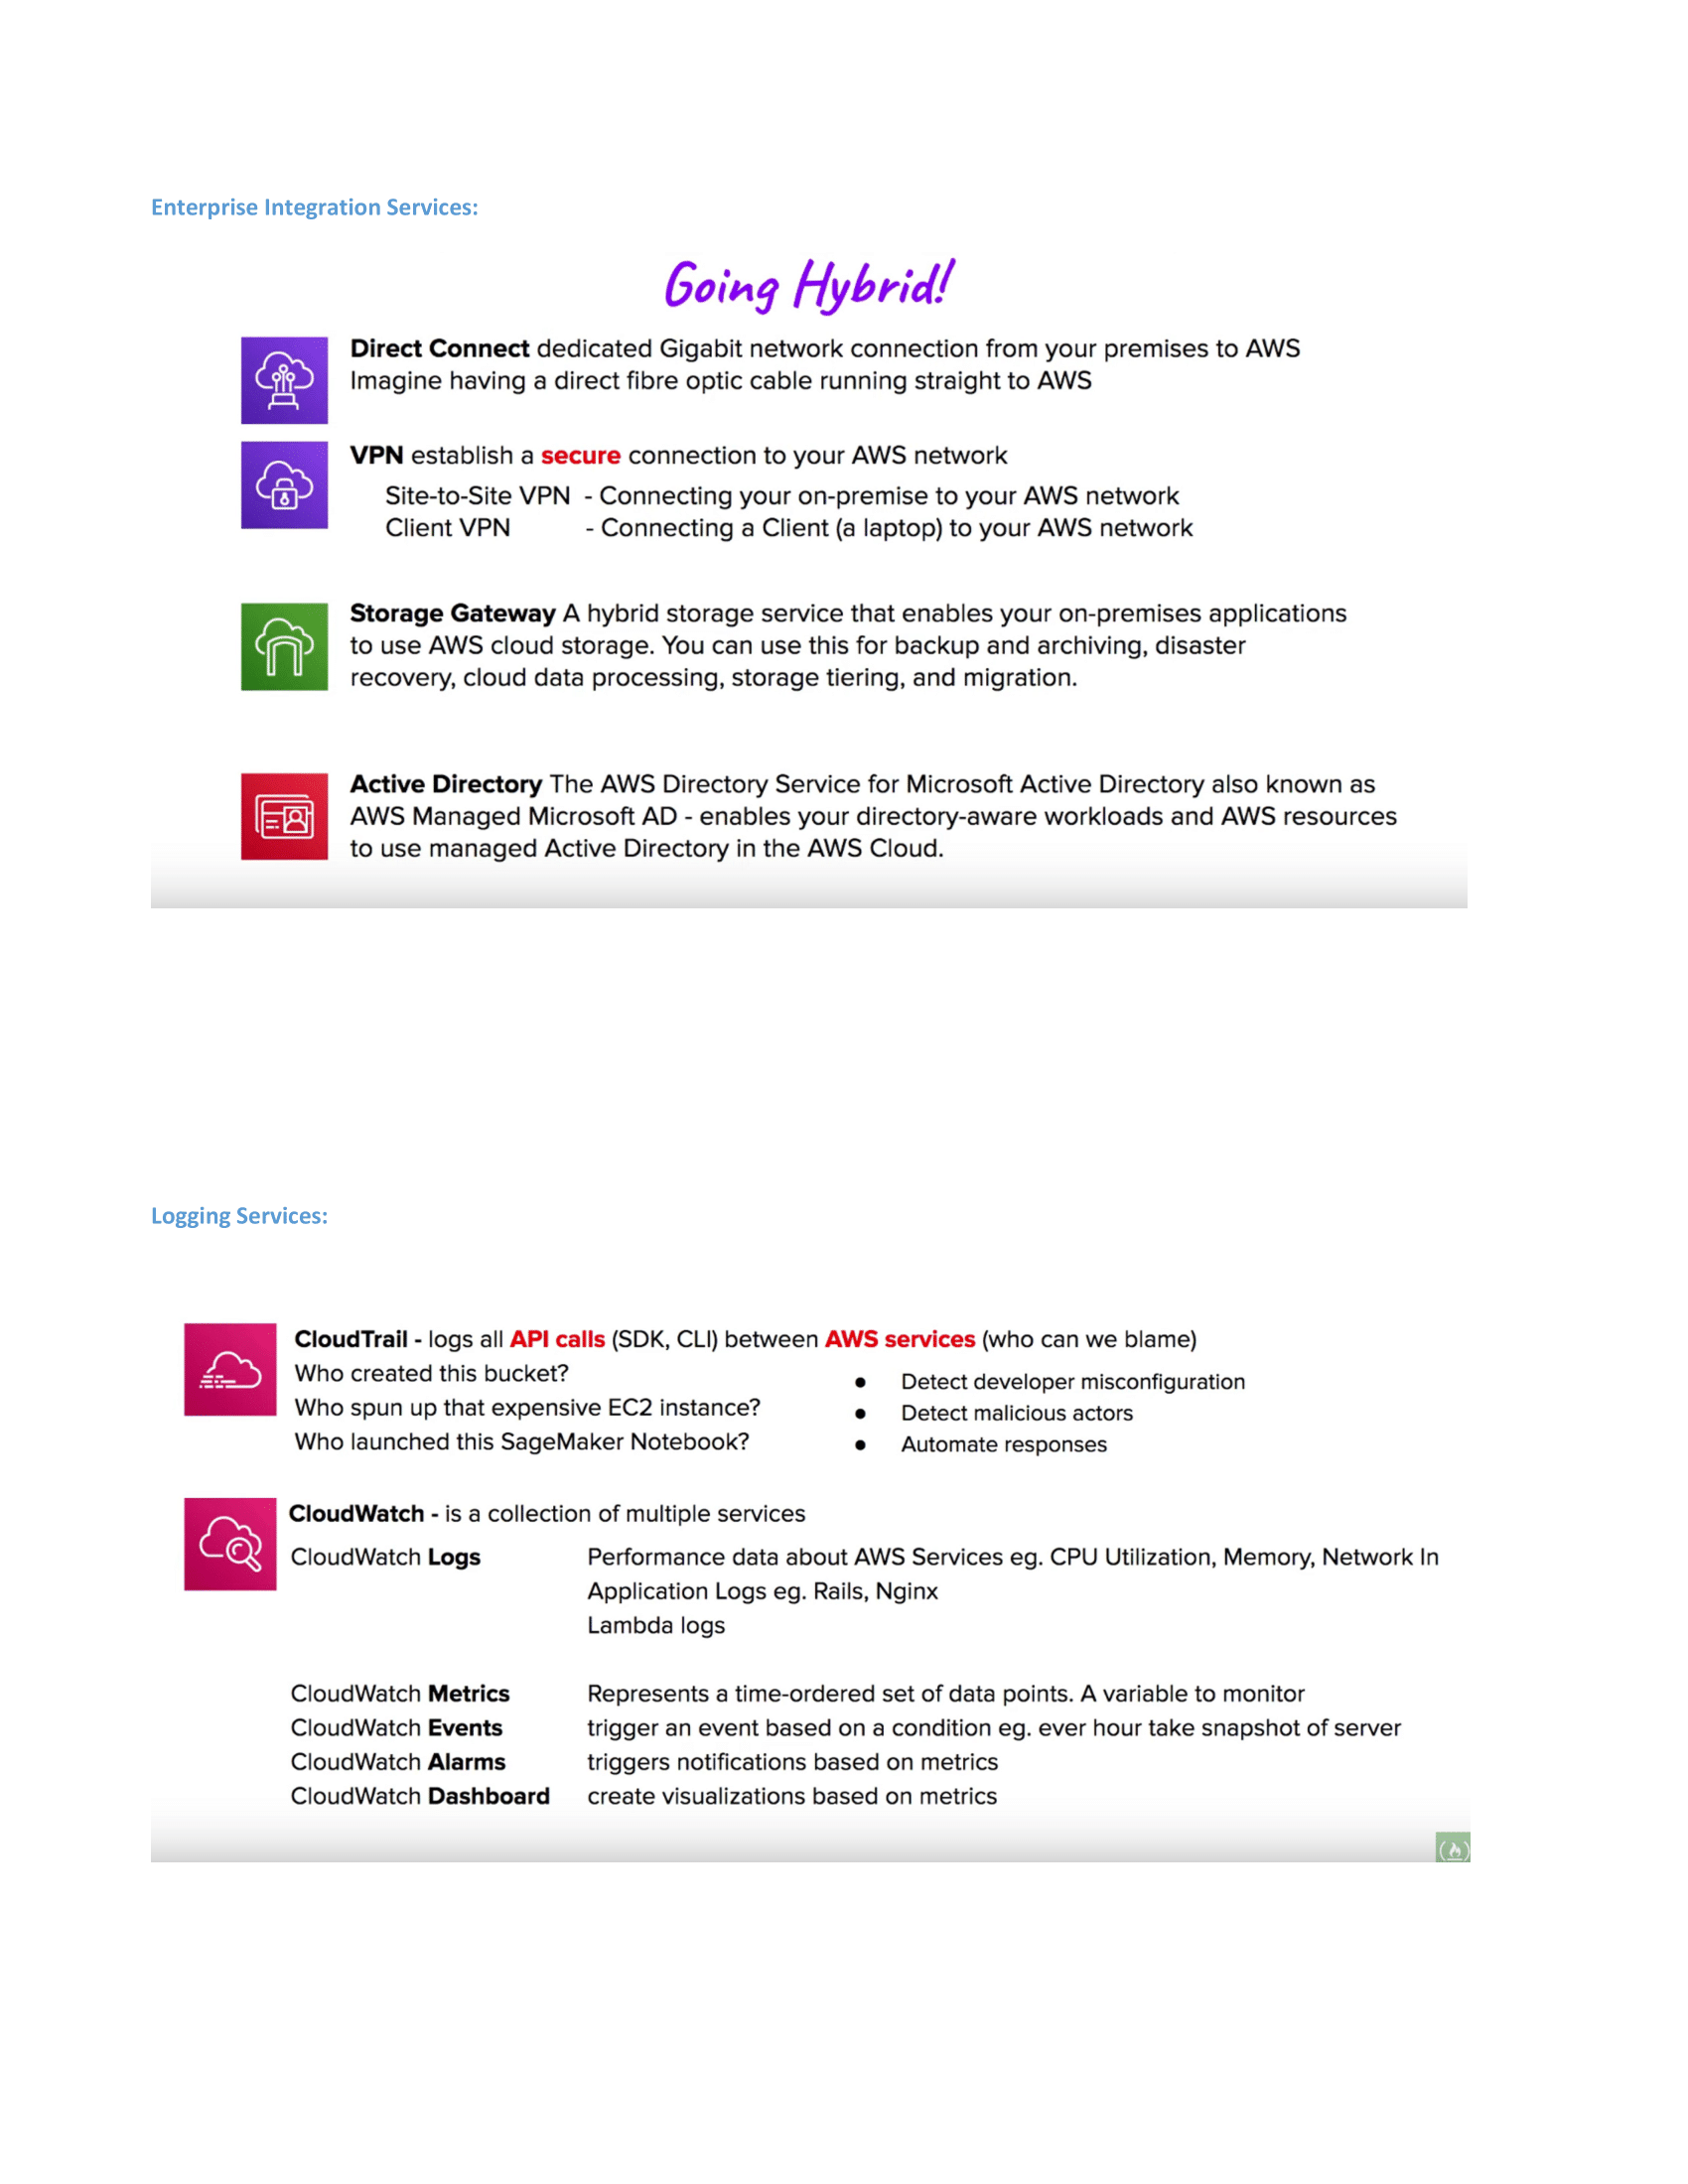 Enterprise Integration Services:
Going Hybrid!
Direct Connect dedicated Gigabit network connection from your premises to AWS
Imagine having a direct fibre optic cable running straight to AWS
VPN establish a secure connection to your AWS network
Site-to-Site VPN - Connecting your on-premise to your AWS network
Client VPN - Connecting a Client (a laptop) to your AWS network
Storage Gateway A hybrid storage service that enables your on-premises applications
to use AWS cloud storage. You can use this for backup and archiving, disaster
recovery, cloud data processing, storage tiering, and migration.
Active Directory The AWS Directory Service for Microsoft Active Directory also known as
AWS Managed Microsoft AD - enables your directory-aware workloads and AWS resources
to use managed Active Directory in the AWS Cloud.
Logging Services:
CloudTrail - logs all API calls (SDK, CLI) between AWS services (who can we blame)
Who created this bucket?
Who spun up that expensive EC2 instance?
Who launched this SageMaker Notebook?
● Detect developer misconfiguration
● Detect malicious actors
● Automate responses
CloudWatch - is a collection of multiple services
CloudWatch Logs Performance data about AWS Services eg. CPU Utilization, Memory, Network In
Application Logs eg. Rails, Nginx
Lambda logs
CloudWatch Metrics Represents a time-ordered set of data points. A variable to monitor
CloudWatch Events trigger an event based on a condition eg. ever hour take snapshot of server
CloudWatch Alarms triggers notifications based on metrics
CloudWatch Dashboard create visualizations based on metrics